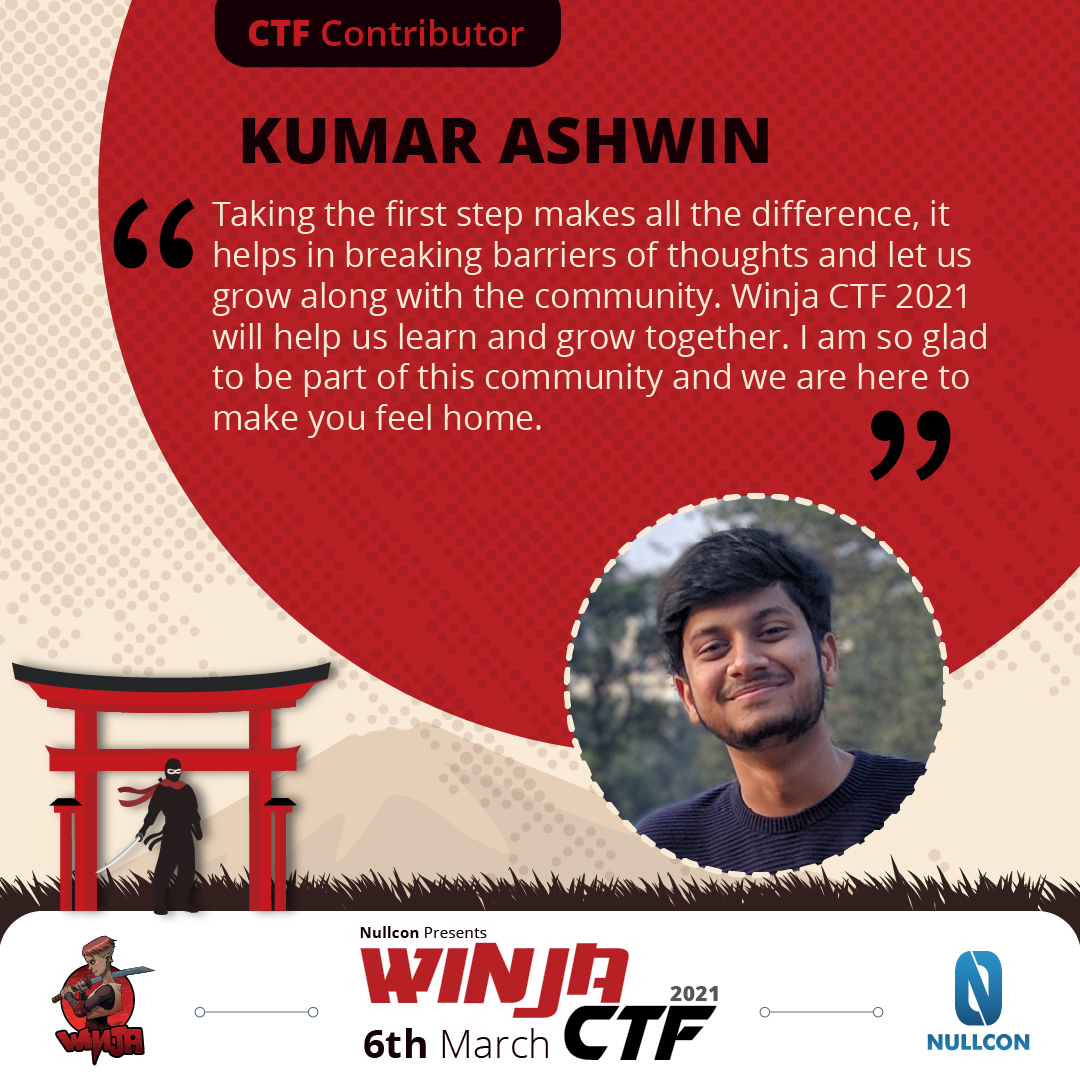 CTF Contributor
KUMAR ASHWIN
“
Taking the first step makes all the difference, it
helps in breaking barriers of thoughts and let us
grow along with the community. Winja CTF 2021
will help us learn and grow together. I am so glad
to be part of this community and we are here to
make you feel home.
”
Nullcon Presents
WINJA
2021
6th March CTF
WINJA
NULLCON